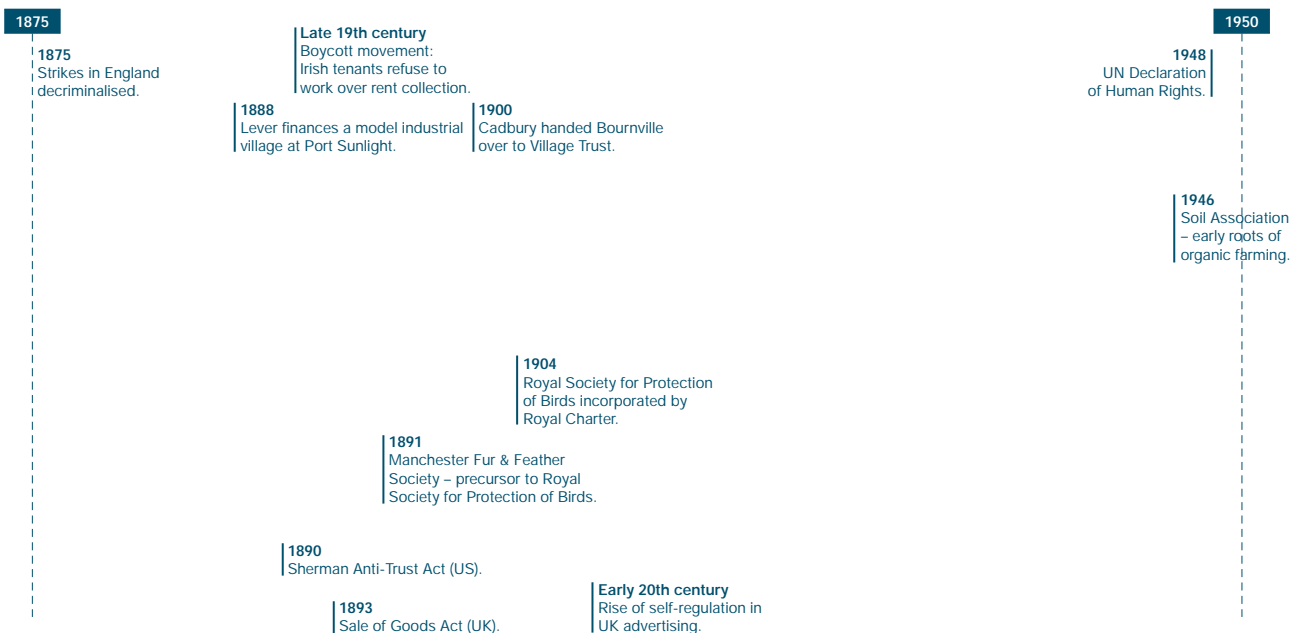 1875
1950
1875
Strikes in England
decriminalised.
Late 19th century
Boycott movement:
Irish tenants refuse to
work over rent collection.
1948
UN Declaration
of Human Rights.
1888
Lever finances a model industrial
village at Port Sunlight.
1900
Cadbury handed Bournville
over to Village Trust.
1946
Soil Association
– early roots of
organic farming.
1904
Royal Society for Protection
of Birds incorporated by
Royal Charter.
1891
Manchester Fur & Feather
Society – precursor to Royal
Society for Protection of Birds.
1890
Sherman Anti-Trust Act (US).
Early 20th century
Rise of self-regulation in
UK advertising.
1893
Sale of Goods Act (UK).